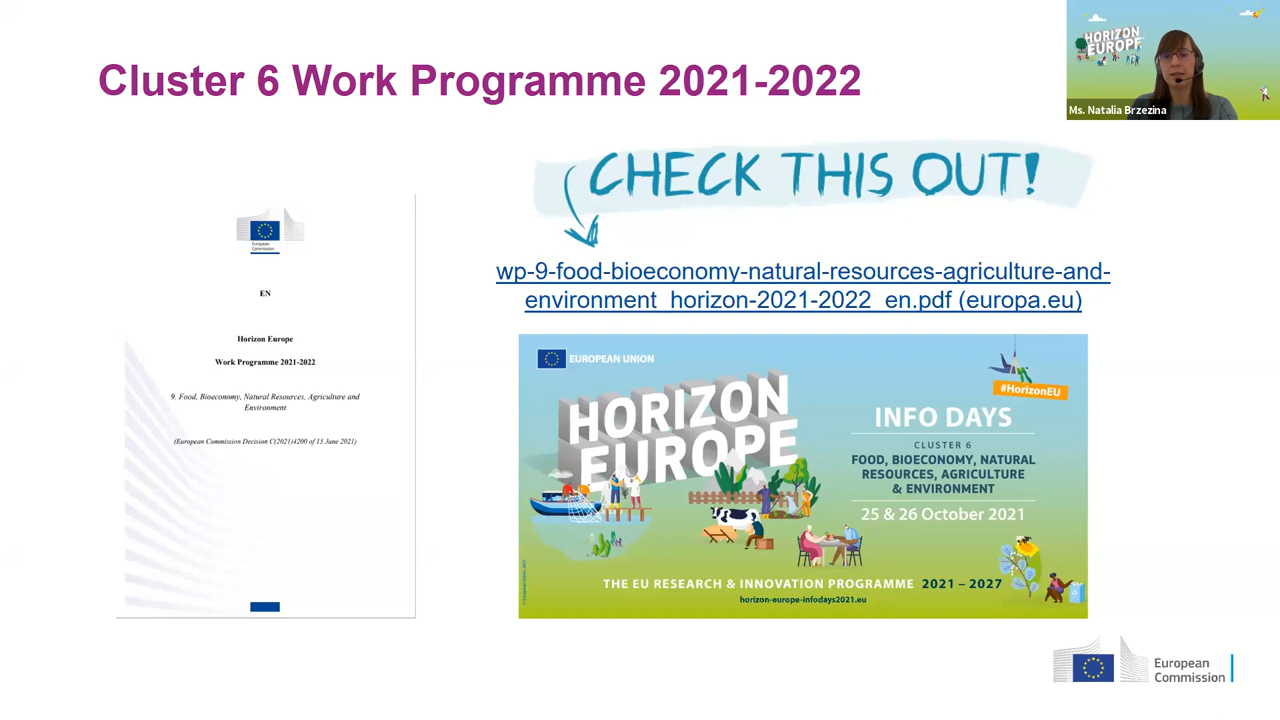 Cluster 6 Work Programme 2021-2022
HORIZON
EUROPE
Ms. Natalia Brzezina
CHECK THIS OUT!
wp-9-food-bioeconomy-natural-resources-agriculture-and-
environment_horizon-2021-2022_en.pdf (europa.eu)
European
Commission
EN
Horizon Europe
Work Programme 2021-2022
9. Food, Bioeconomy, Natural Resources, Agriculture and
Environment
(European Commission Decision C(2021)4200 of 15 June 2021)
EUROPEAN UNION
HORIZON
EUROPE
#HorizonEU
INFO DAYS
CLUSTER 6
FOOD, BIOECONOMY, NATURAL
RESOURCES, AGRICULTURE
& ENVIRONMENT
25 & 26 October 2021
THE EU RESEARCH & INNOVATION PROGRAMME 2021 – 2027
horizon-europe-infodays2021.eu
European
Commission